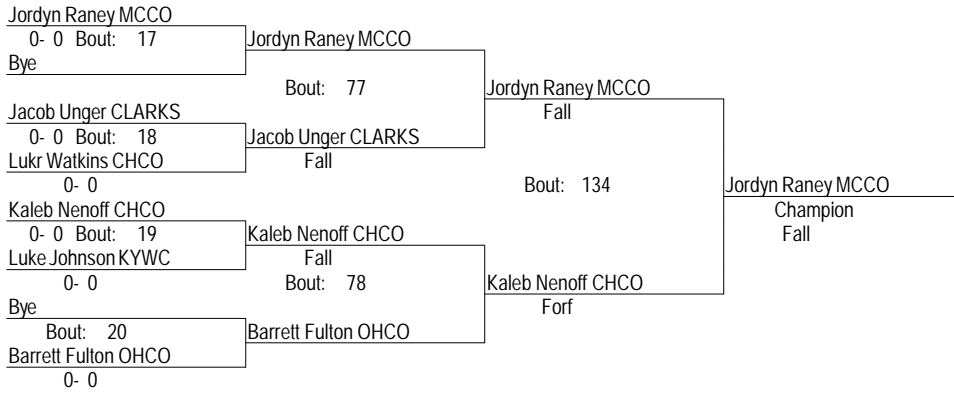 Jordyn Raney MCCO
0- 0 Bout: 17
Bye
Jordyn Raney MCCO
Bout: 77
Jacob Unger CLARKS
0- 0 Bout: 18
Lukr Watkins CHCO
0- 0
Jacob Unger CLARKS
Fall
Jordyn Raney MCCO
Fall
Bout: 134
Kaleb Nenoff CHCO
0- 0 Bout: 19
Luke Johnson KYWC
0- 0
Kaleb Nenoff CHCO
Fall
Bout: 78
Bye
Bout: 20
Barrett Fulton OHCO
0- 0
Barrett Fulton OHCO
Kaleb Nenoff CHCO
Forf
Jordyn Raney MCCO
Champion
Fall